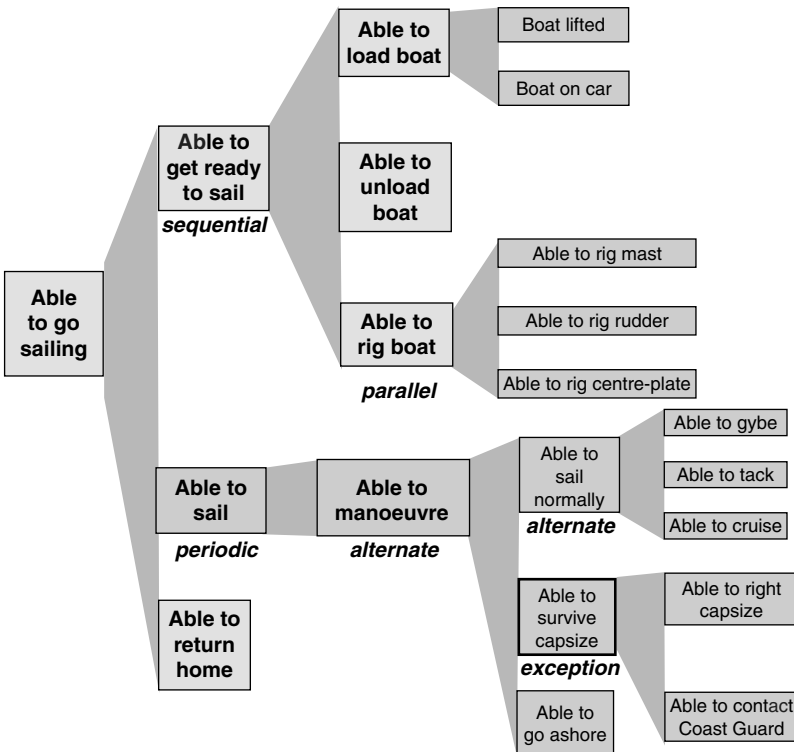 Able
to go
sailing
Able to
get ready
to sail
sequential
Able to
load boat
Boat lifted
Boat on car
Able to
unload
boat
Able to
rig boat
parallel
Able to rig mast
Able to rig rudder
Able to rig centre-plate
Able to
sail
periodic
Able to
manoeuvre
alternate
Able to
sail
normally
alternate
Able to gybe
Able to tack
Able to cruise
Able to
survive
capsize
exception
Able to right
capsize
Able to contact
Coast Guard
Able to
go ashore
Able to
return
home